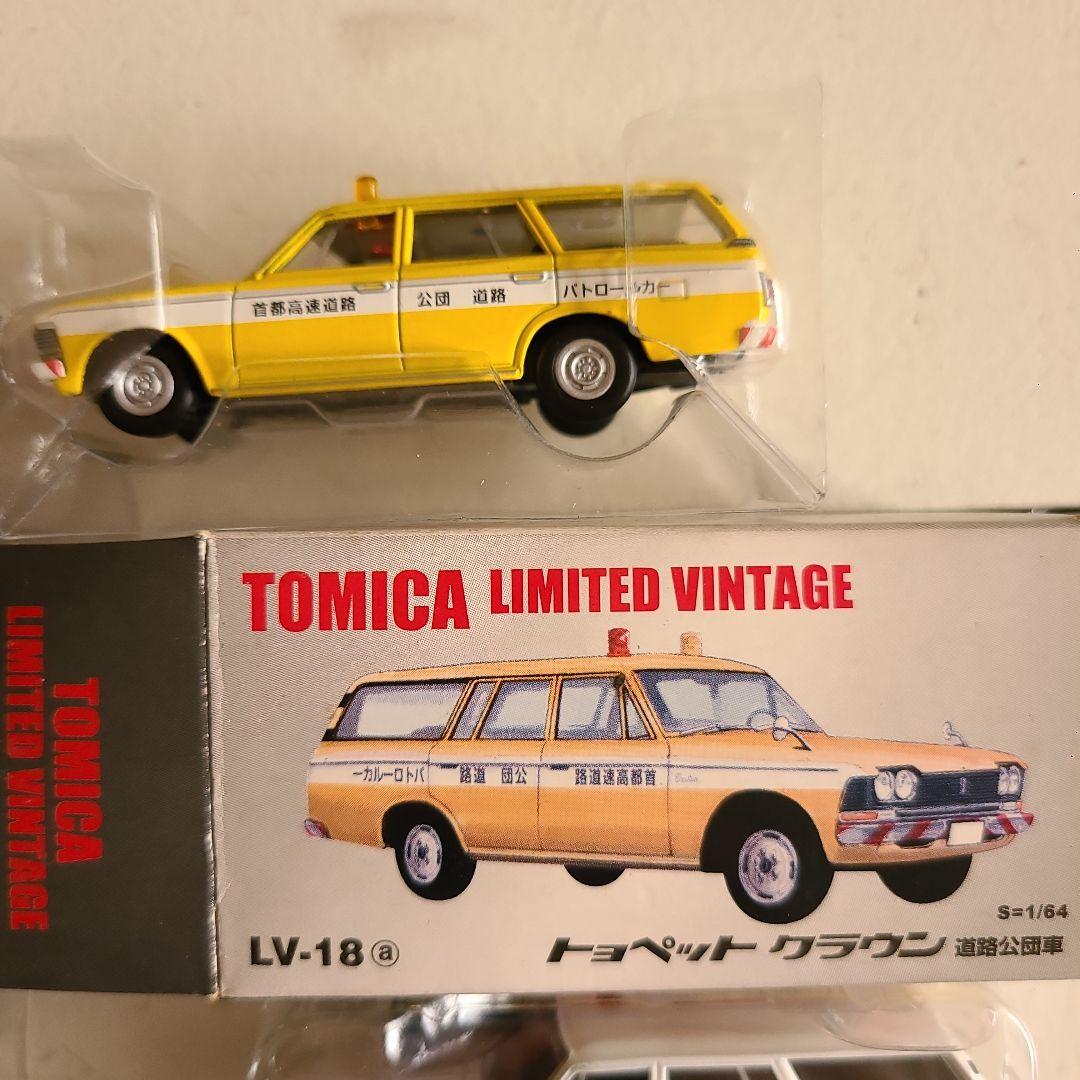 首都高速道路 公団 道路 パトロールカー
TOMICA LIMITED VINTAGE
TOMICA
LIMITED VINTAGE
ーカルーロトパ 路道 団公 路道速高都首
S=1/64
LV-18 ⓐ トヨペット クラウン 道路公団車